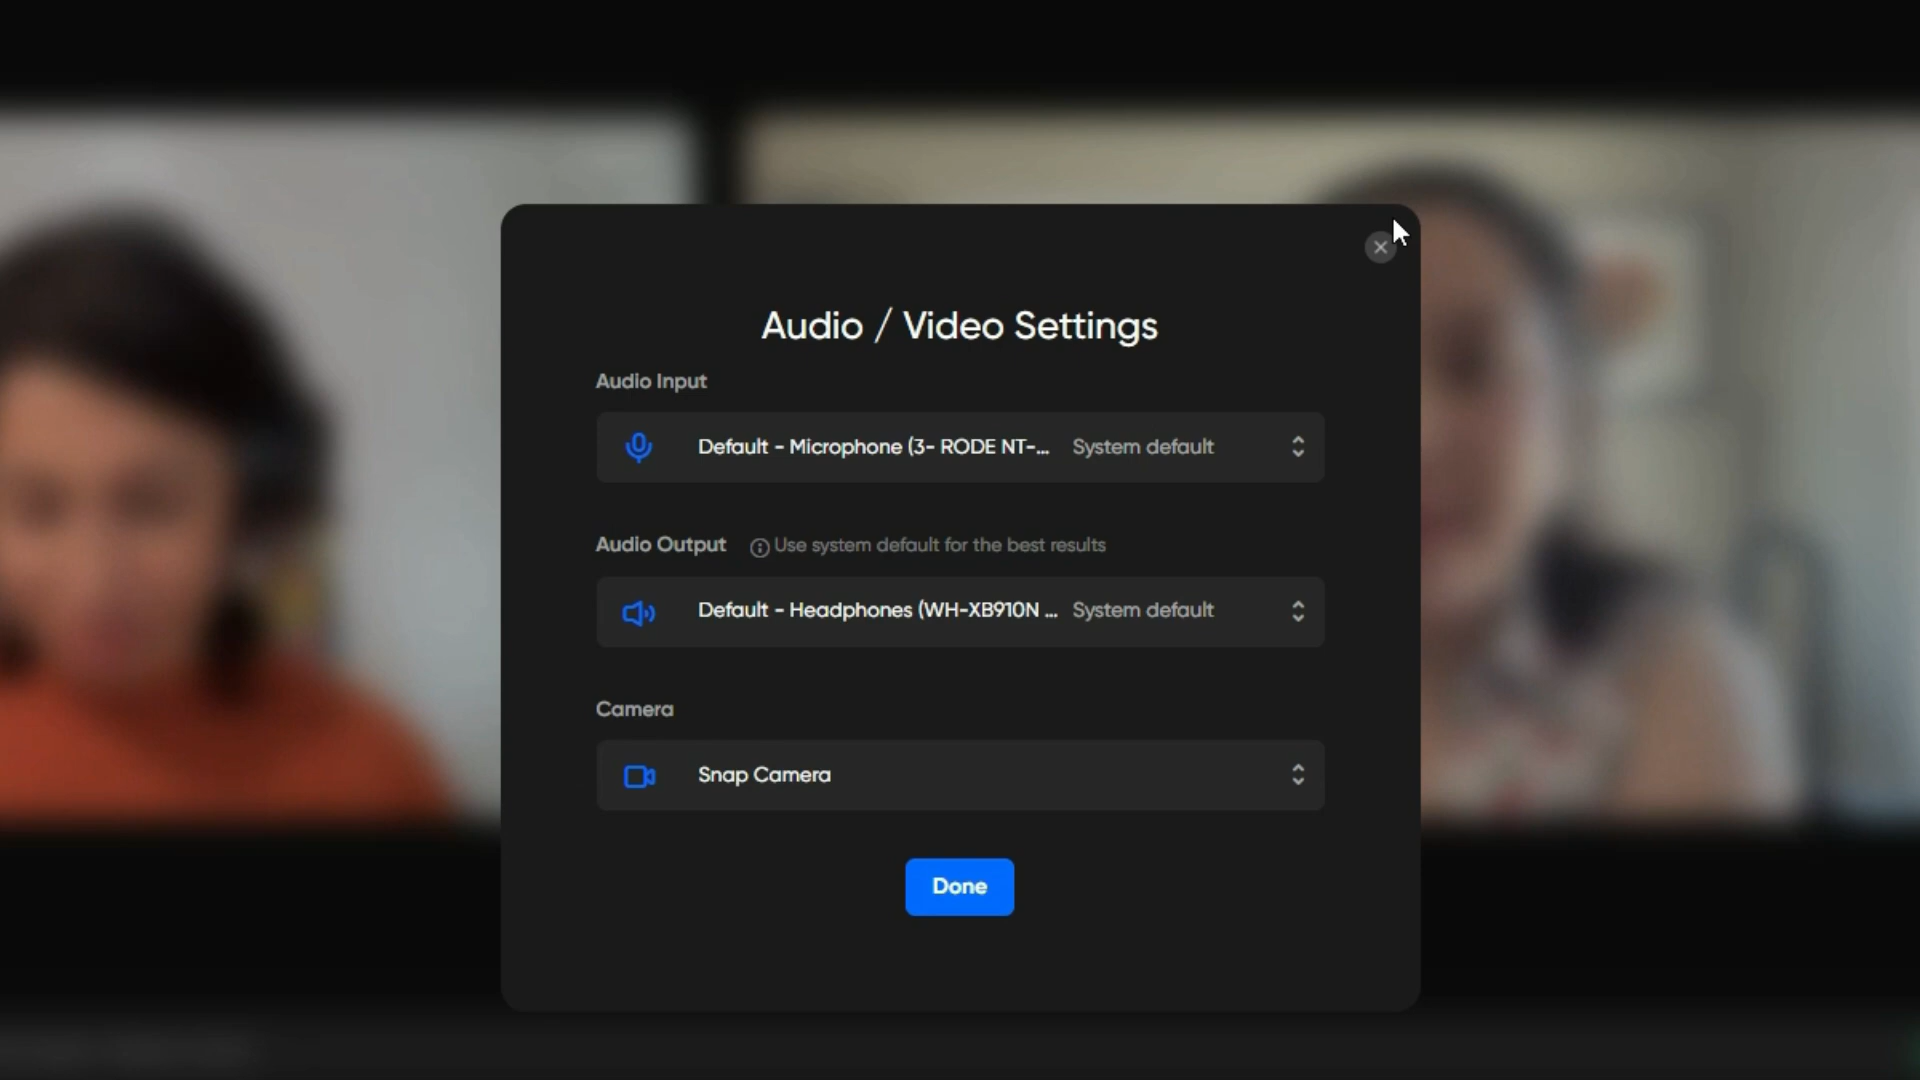 Audio / Video Settings
Audio Input
Default - Microphone (3- RODE NT-... System default
Audio Output Use system default for the best results
Default - Headphones (WH-XB910N ... System default
Camera
Snap Camera
Done